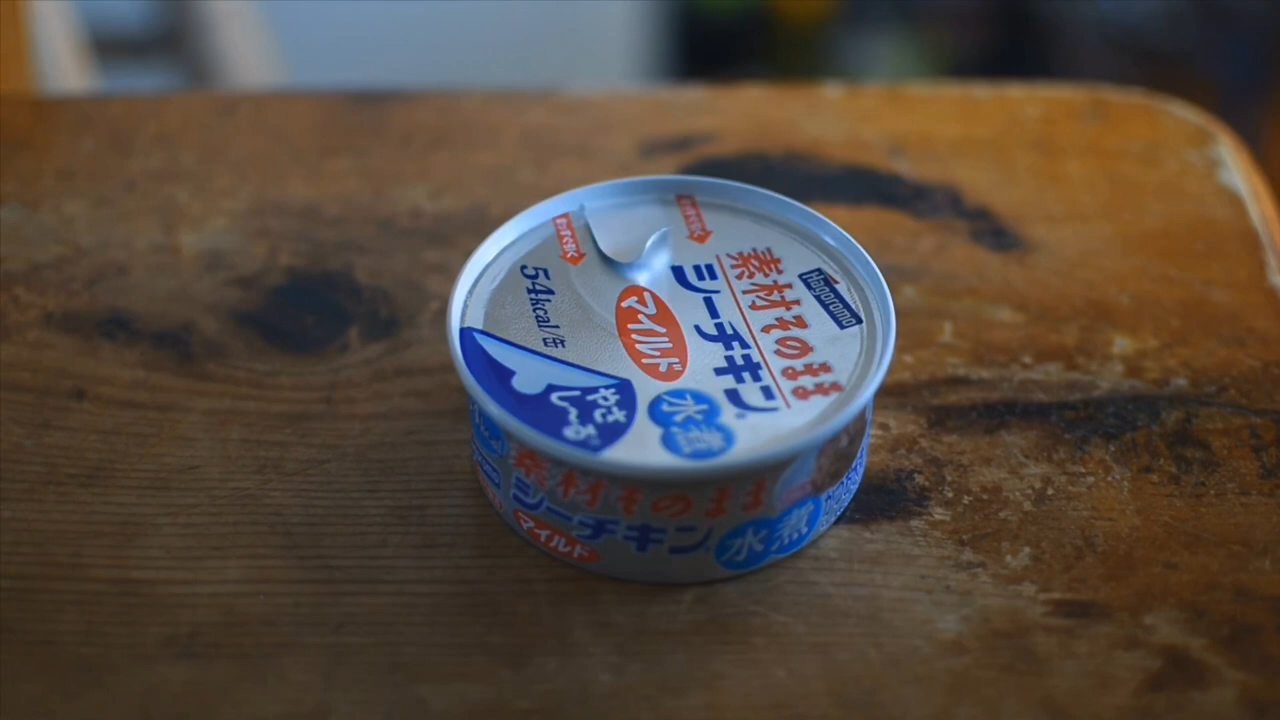 Hagoromo
素材そのまま
シーチキン
マイルド
水煮
54kcal/缶
やさ
し〜る
素材そのまま
シーチキン
マイルド
水煮